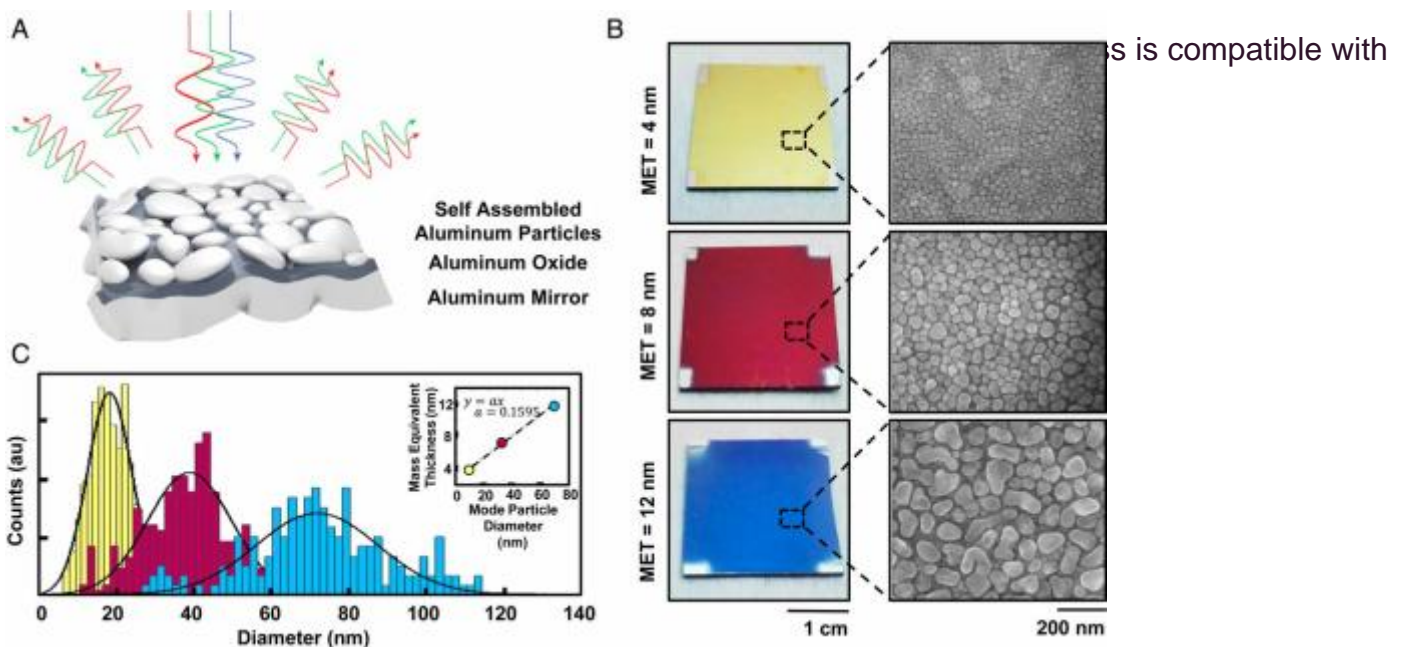 A
Self Assembled
Aluminum Particles
Aluminum Oxide
Aluminum Mirror
B
is compatible with
MET = 4 nm
MET = 8 nm
MET = 12 nm
1 cm
200 nm
C
Counts (au)
0 20 40 60 80 100 120 140
Diameter (nm)
Mass Equivalent
Thickness (nm)
12
8
4
y = ax
a = 0.1595
0 20 40 60 80
Mode Particle
Diameter
(nm)